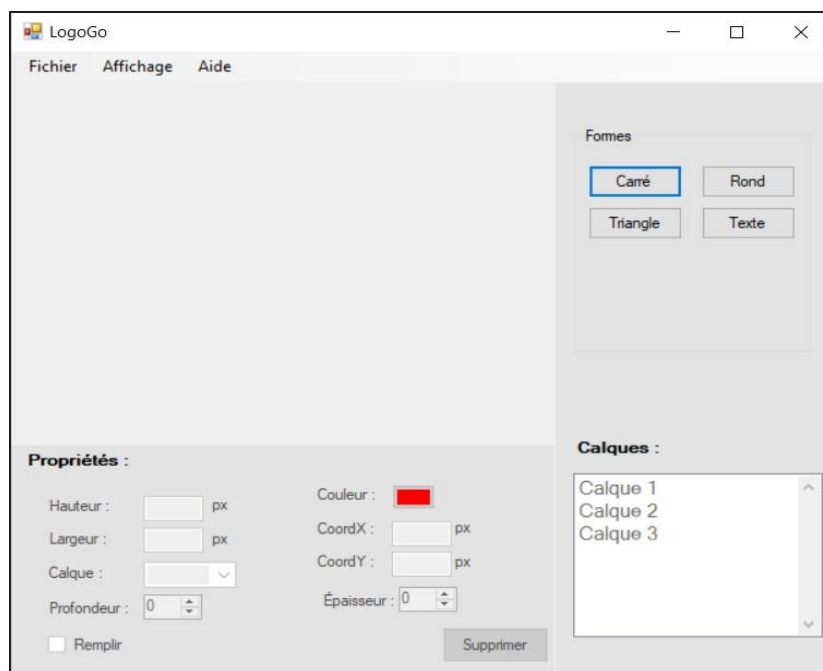 LogoGo
Fichier Affichage Aide
Formes
Carré Rond
Triangle Texte
Propriétés :
Hauteur : px
Largeur : px
Calque :
Profondeur : 0
Remplir
Couleur :
CoordX : px
CoordY : px
Épaisseur : 0
Supprimer
Calques :
Calque 1
Calque 2
Calque 3